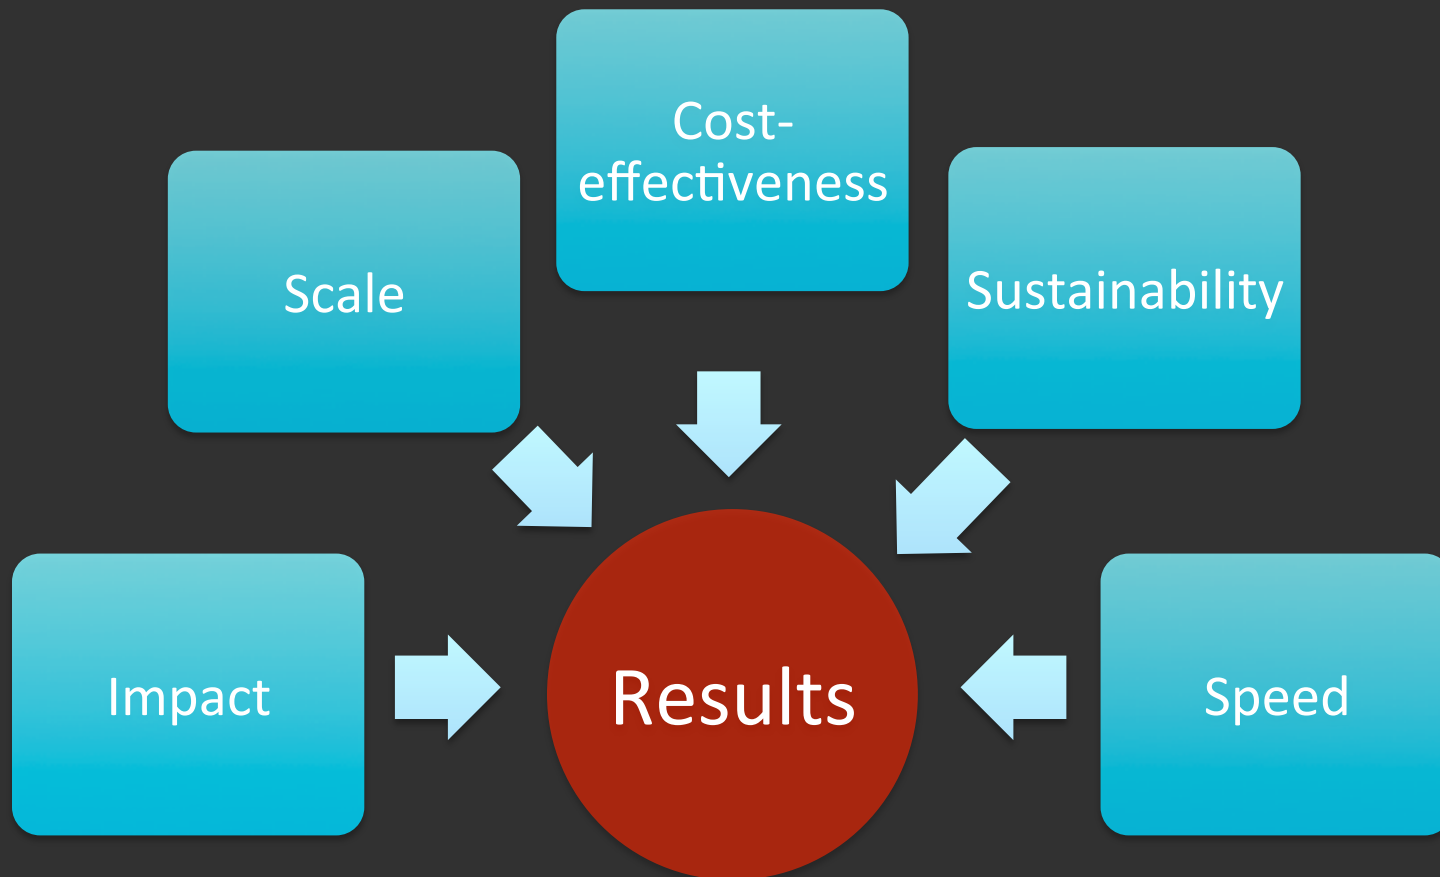 Cost-
effectiveness
Scale
Sustainability
Impact
Results
Speed